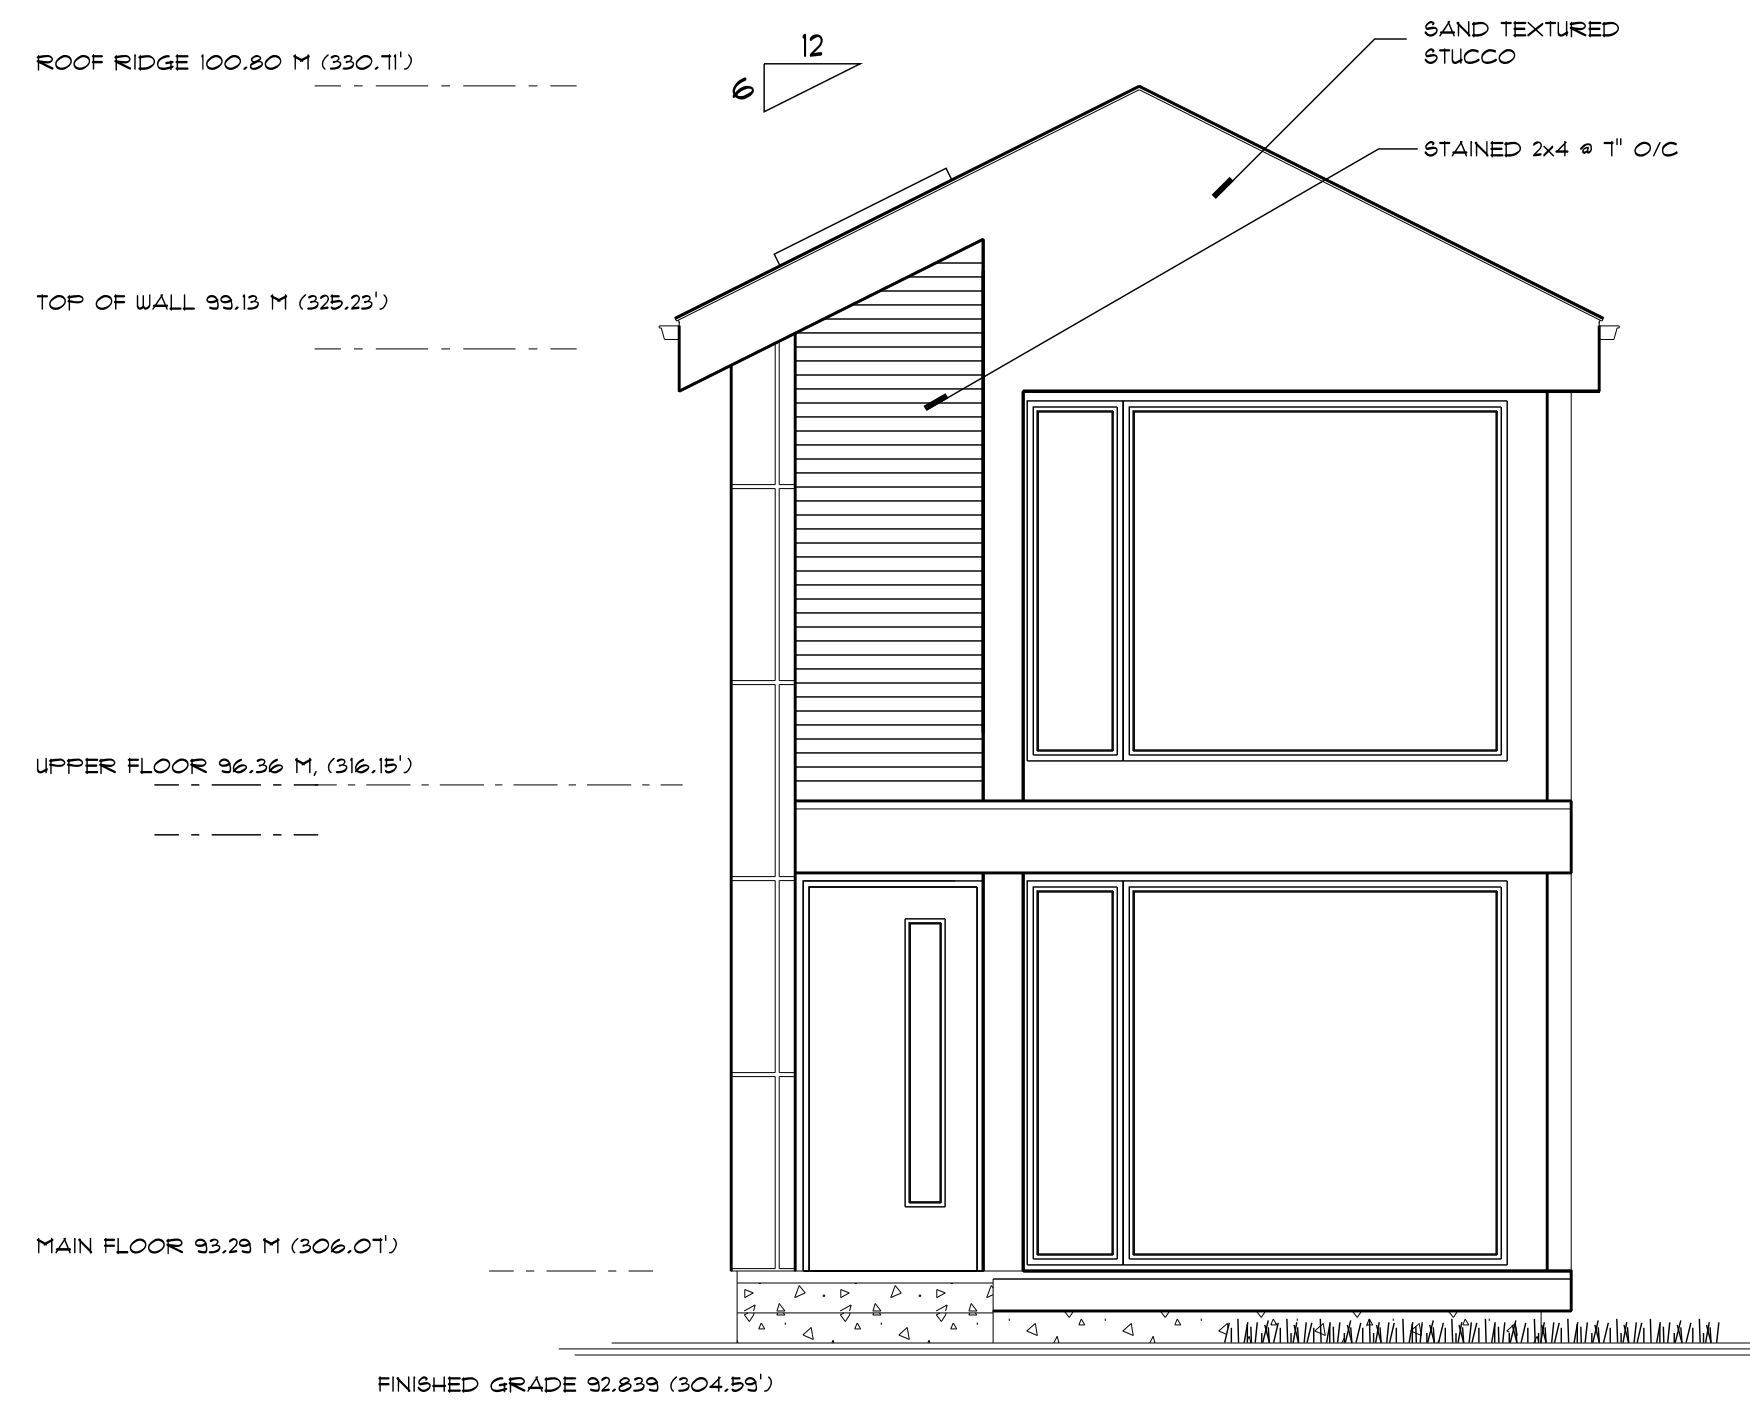 ROOF RIDGE 100.80 M (330.71')
12
6
SAND TEXTURED
STUCCO
STAINED 2x4 @ 7" O/C
TOP OF WALL 99.13 M (325.23')
UPPER FLOOR 96.36 M, (316.15')
MAIN FLOOR 93.29 M (306.07')
FINISHED GRADE 92.839 (304.59')